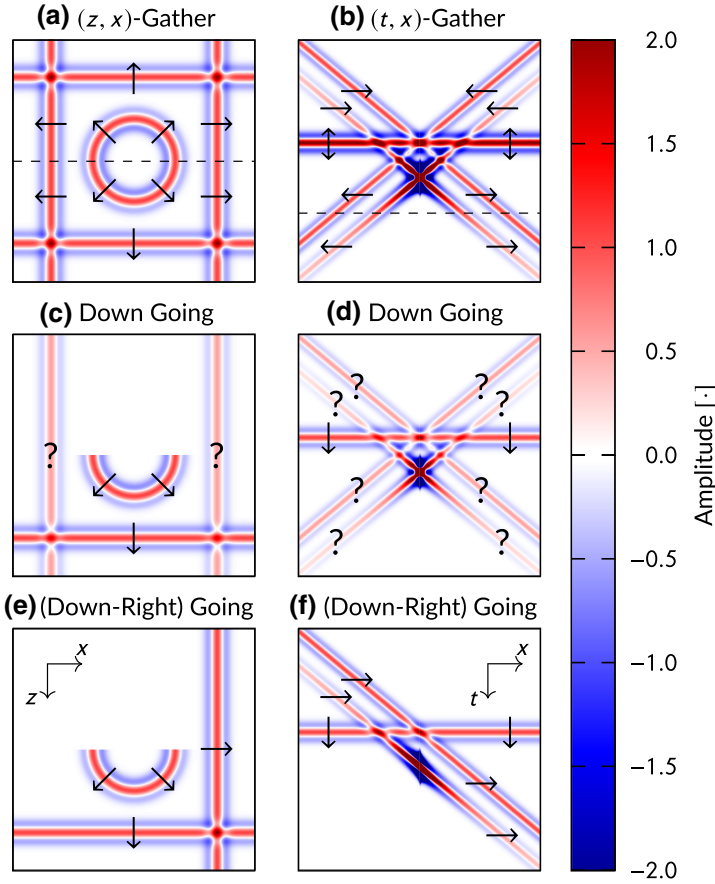 (a) (z, x)-Gather
(b) (t, x)-Gather
(c) Down Going
? ?
(d) Down Going
? ?
? ?
? ?
? ?
(e) (Down-Right) Going
x
z
(f) (Down-Right) Going
x
t
2.0
1.5
1.0
0.5
0.0
−0.5
−1.0
−1.5
−2.0
Amplitude [·]